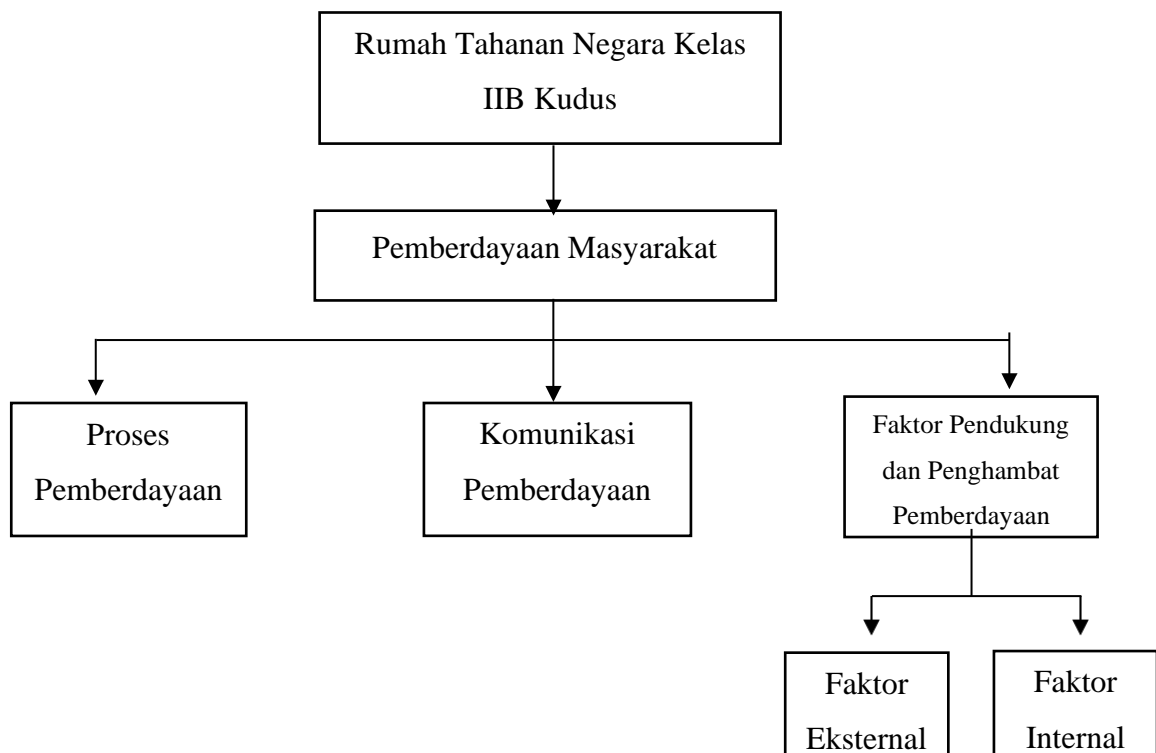 Rumah Tahanan Negara Kelas
IIB Kudus
Pemberdayaan Masyarakat
Proses
Pemberdayaan
Komunikasi
Pemberdayaan
Faktor Pendukung
dan Penghambat
Pemberdayaan
Faktor
Eksternal
Faktor
Internal